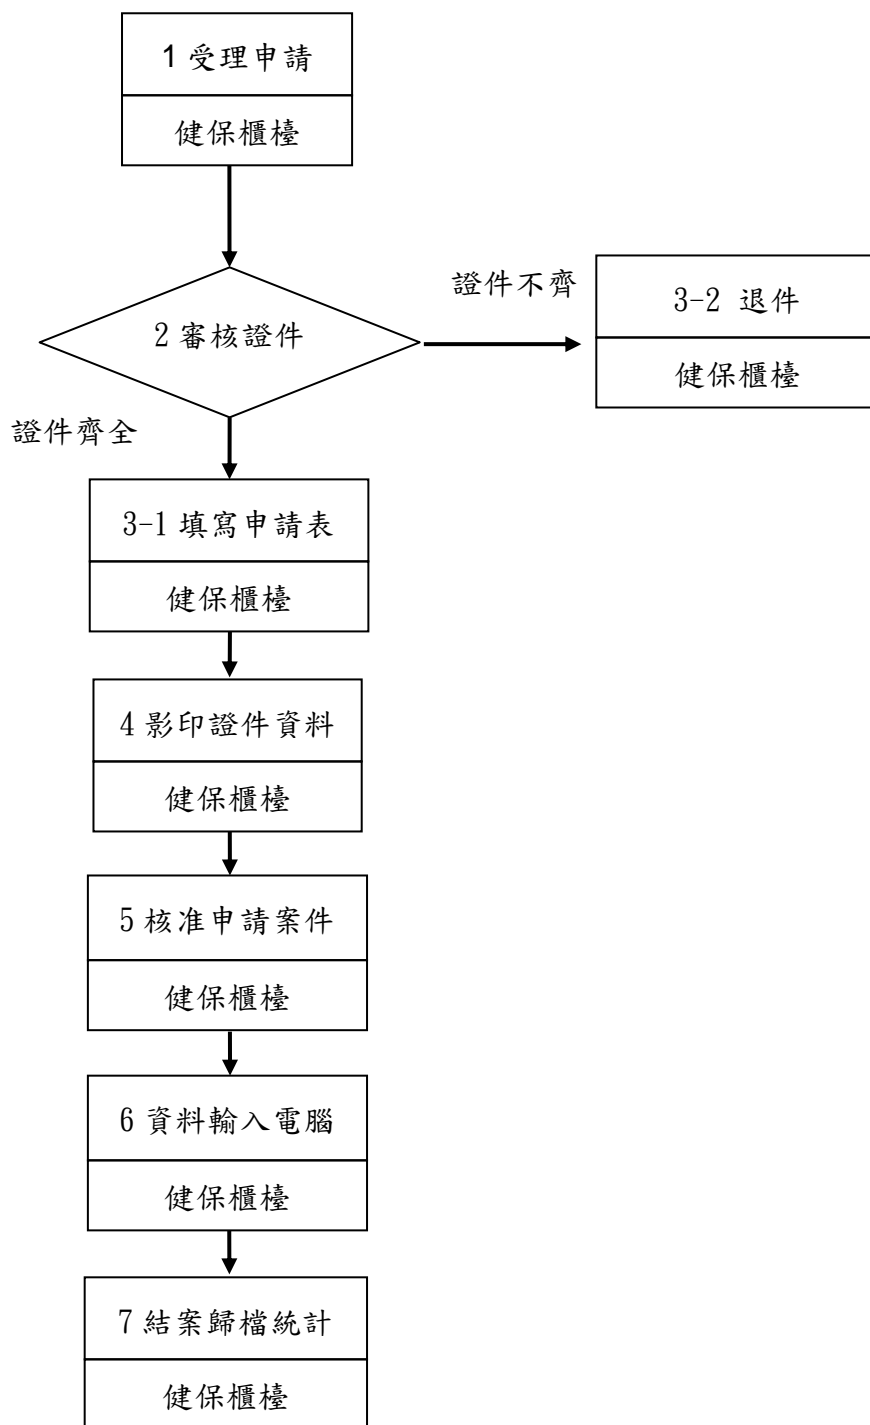 1 受理申請
健保櫃檯
2 審核證件
證件不齊
3-2 退件
健保櫃檯
證件齊全
3-1 填寫申請表
健保櫃檯
4 影印證件資料
健保櫃檯
5 核准申請案件
健保櫃檯
6 資料輸入電腦
健保櫃檯
7 結案歸檔統計
健保櫃檯